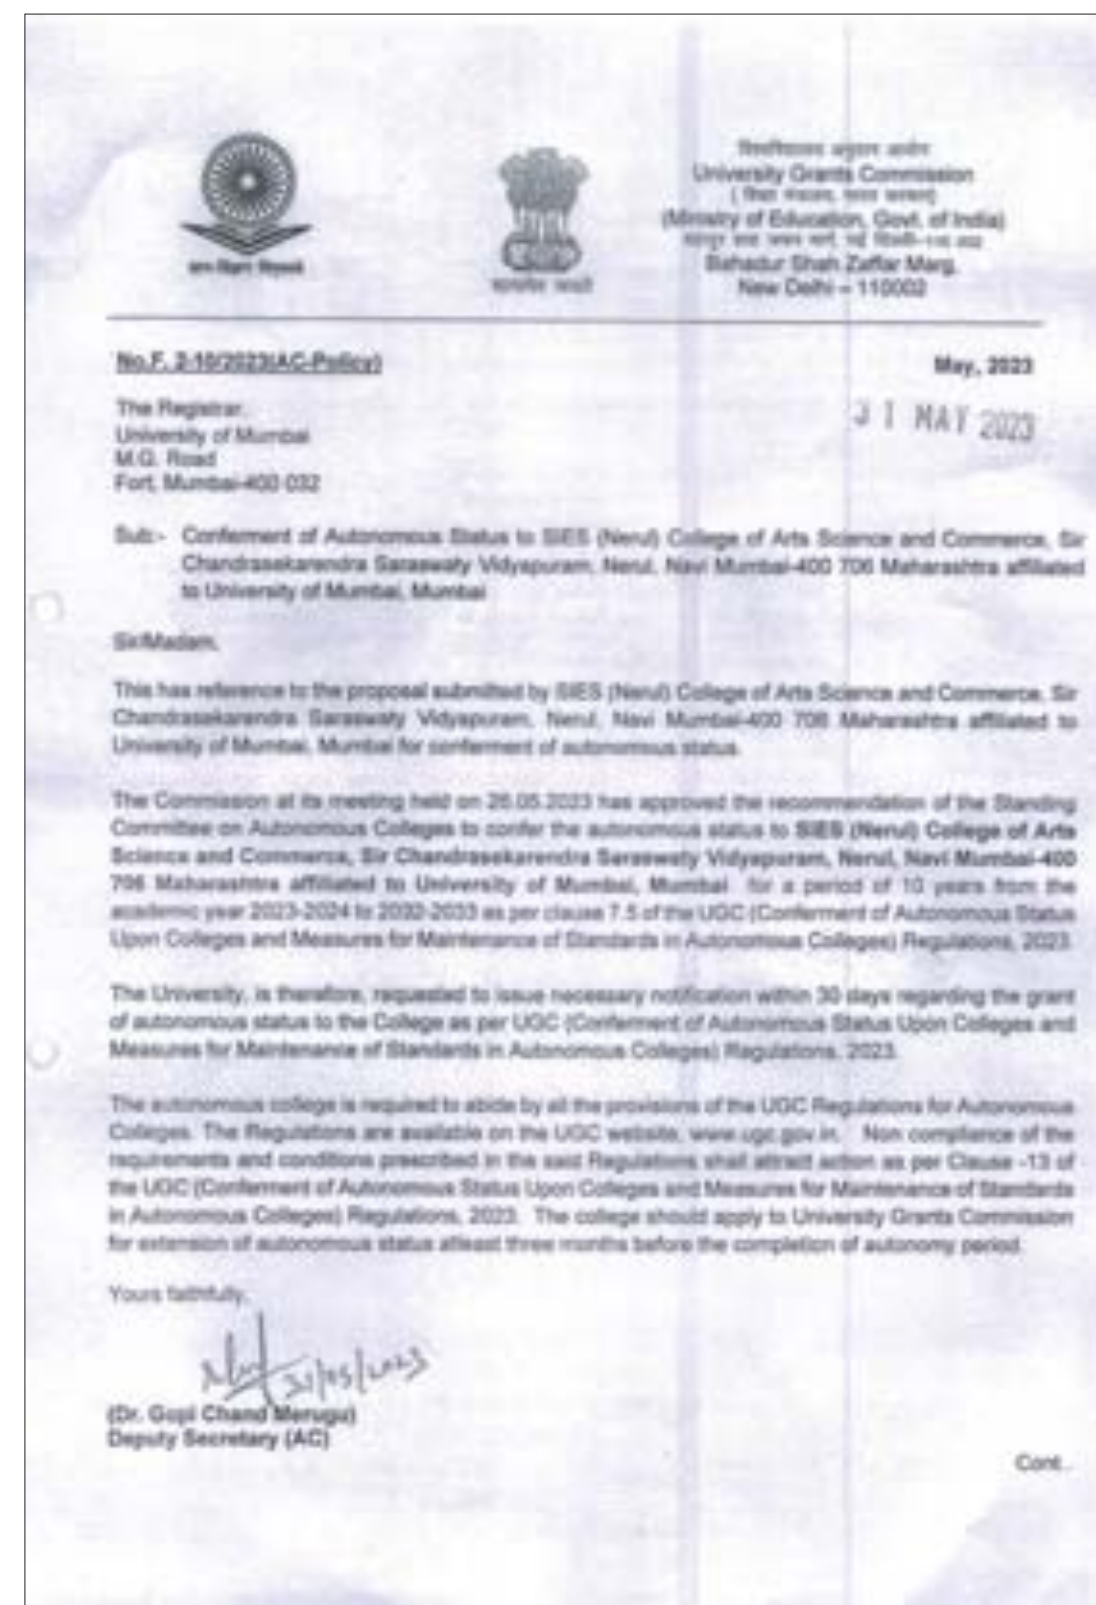 University Grants Commission
(Ministry of Education, Govt. of India)
Bahadur Shah Zaffar Marg,
New Delhi – 110002
No.F. 2-10/2023(AC-Policy)
May, 2023
31 MAY 2023
The Registrar,
University of Mumbai
M.G. Road
Fort, Mumbai-400 032
Sub:- Conferment of Autonomous Status to SIES (Nerul) College of Arts Science and Commerce, Sir
Chandrasekarendra Saraswaty Vidyapuram, Nerul, Navi Mumbai-400 706 Maharashtra affiliated
to University of Mumbai, Mumbai
Sir/Madam,
This has reference to the proposal submitted by SIES (Nerul) College of Arts Science and Commerce, Sir
Chandrasekarendra Saraswaty Vidyapuram, Nerul, Navi Mumbai-400 706 Maharashtra affiliated to
University of Mumbai, Mumbai for conferment of autonomous status.
The Commission at its meeting held on 26.05.2023 has approved the recommendation of the Standing
Committee on Autonomous Colleges to confer the autonomous status to SIES (Nerul) College of Arts
Science and Commerce, Sir Chandrasekarendra Saraswaty Vidyapuram, Nerul, Navi Mumbai-400
706 Maharashtra affiliated to University of Mumbai, Mumbai for a period of 10 years from the
academic year 2023-2024 to 2032-2033 as per clause 7.5 of the UGC (Conferment of Autonomous Status
Upon Colleges and Measures for Maintenance of Standards in Autonomous Colleges) Regulations, 2023.
The University, is therefore, requested to issue necessary notification within 30 days regarding the grant
of autonomous status to the College as per UGC (Conferment of Autonomous Status Upon Colleges and
Measures for Maintenance of Standards in Autonomous Colleges) Regulations, 2023.
The autonomous college is required to abide by all the provisions of the UGC Regulations for Autonomous
Colleges. The Regulations are available on the UGC website, www.ugc.gov.in. Non compliance of the
requirements and conditions prescribed in the said Regulations shall attract action as per Clause -13 of
the UGC (Conferment of Autonomous Status Upon Colleges and Measures for Maintenance of Standards
in Autonomous Colleges) Regulations, 2023. The college should apply to University Grants Commission
for extension of autonomous status atleast three months before the completion of autonomy period.
Yours faithfully,
31/05/2023
(Dr. Gopi Chand Merugu)
Deputy Secretary (AC)
Cont..